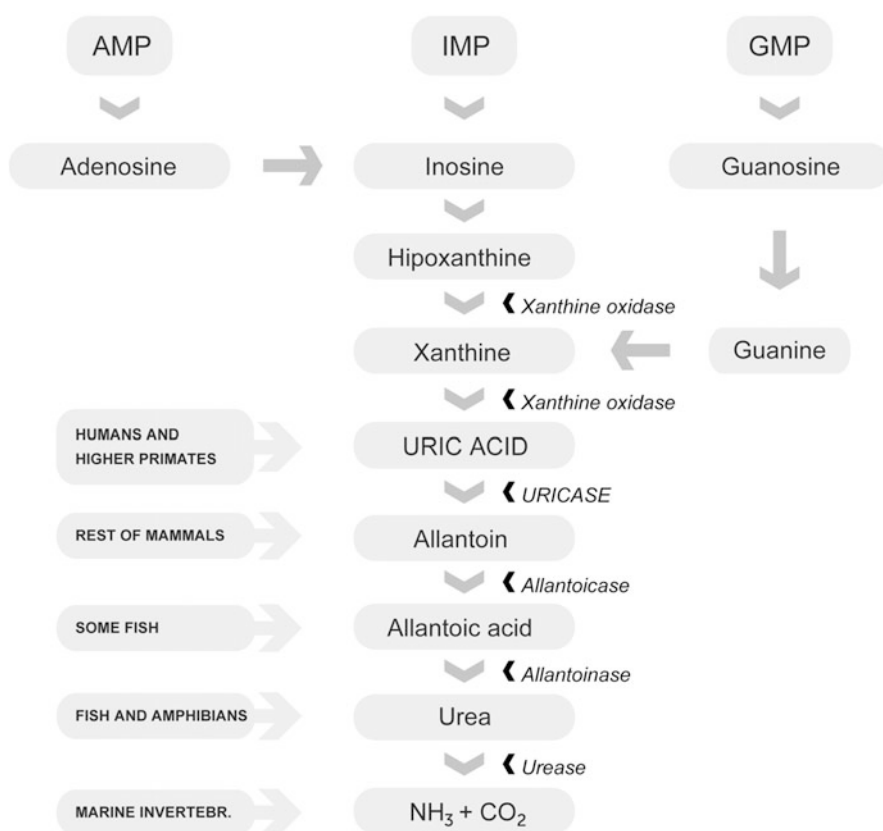 AMP
IMP
GMP
Adenosine
Inosine
Guanosine
Hipoxanthine
Xanthine oxidase
Xanthine
Guanine
Xanthine oxidase
HUMANS AND
HIGHER PRIMATES
URIC ACID
URICASE
REST OF MAMMALS
Allantoin
Allantoicase
SOME FISH
Allantoic acid
Allantoinase
FISH AND AMPHIBIANS
Urea
Urease
MARINE INVERTEBR.
NH₃ + CO₂